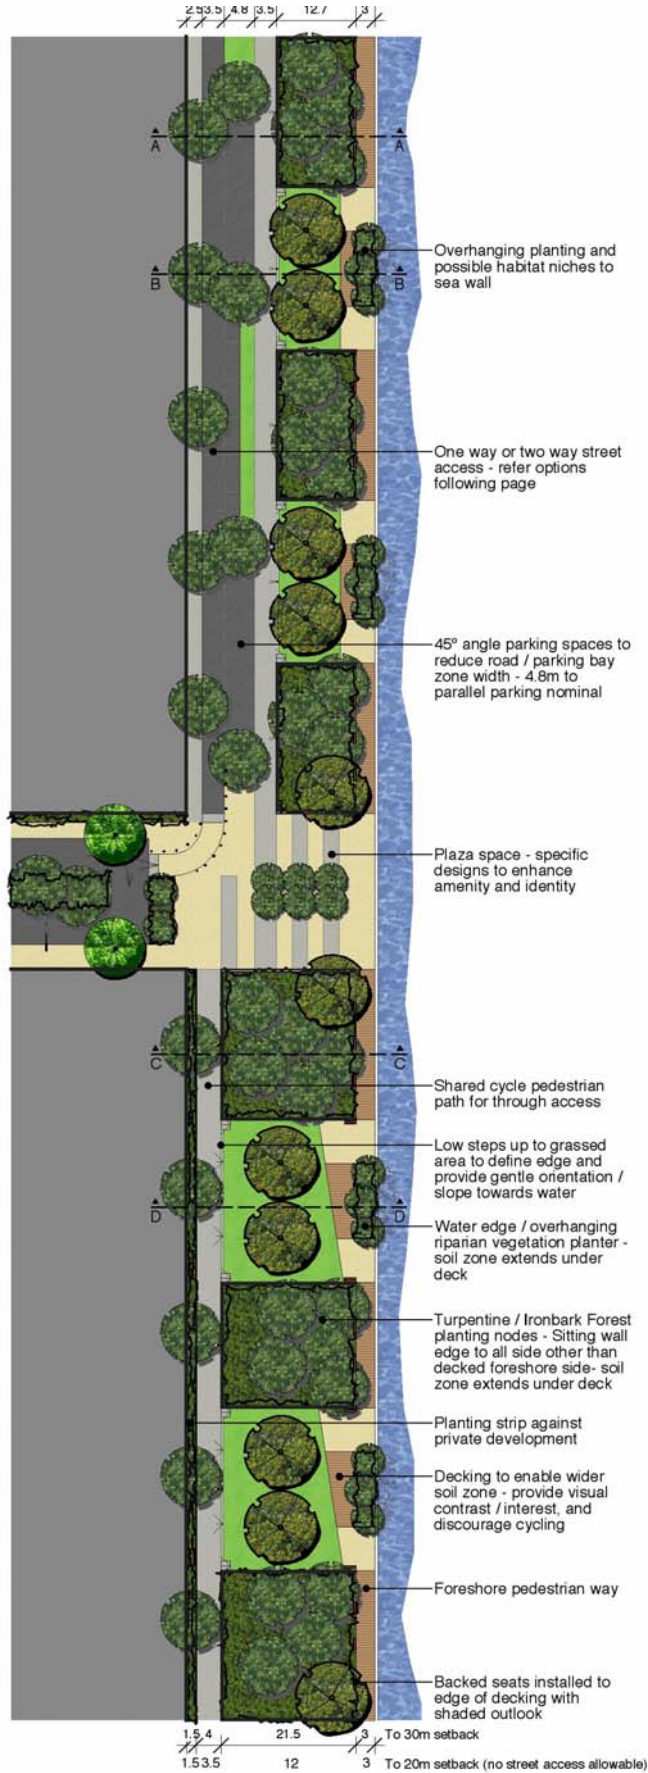 2.5 3.5 4.8 3.5 12.7 3
A A
Overhanging planting and
possible habitat niches to
sea wall
B B
One way or two way street
access - refer options
following page
45º angle parking spaces to
reduce road / parking bay
zone width - 4.8m to
parallel parking nominal
Plaza space - specific
designs to enhance
amenity and identity
C C
Shared cycle pedestrian
path for through access
Low steps up to grassed
area to define edge and
provide gentle orientation /
slope towards water
D D
Water edge / overhanging
riparian vegetation planter -
soil zone extends under
deck
Turpentine / Ironbark Forest
planting nodes - Sitting wall
edge to all side other than
decked foreshore side- soil
zone extends under deck
Planting strip against
private development
Decking to enable wider
soil zone - provide visual
contrast / interest, and
discourage cycling
Foreshore pedestrian way
Backed seats installed to
edge of decking with
shaded outlook
1.5 4 21.5 3 To 30m setback
1.5 3.5 12 3 To 20m setback (no street access allowable)